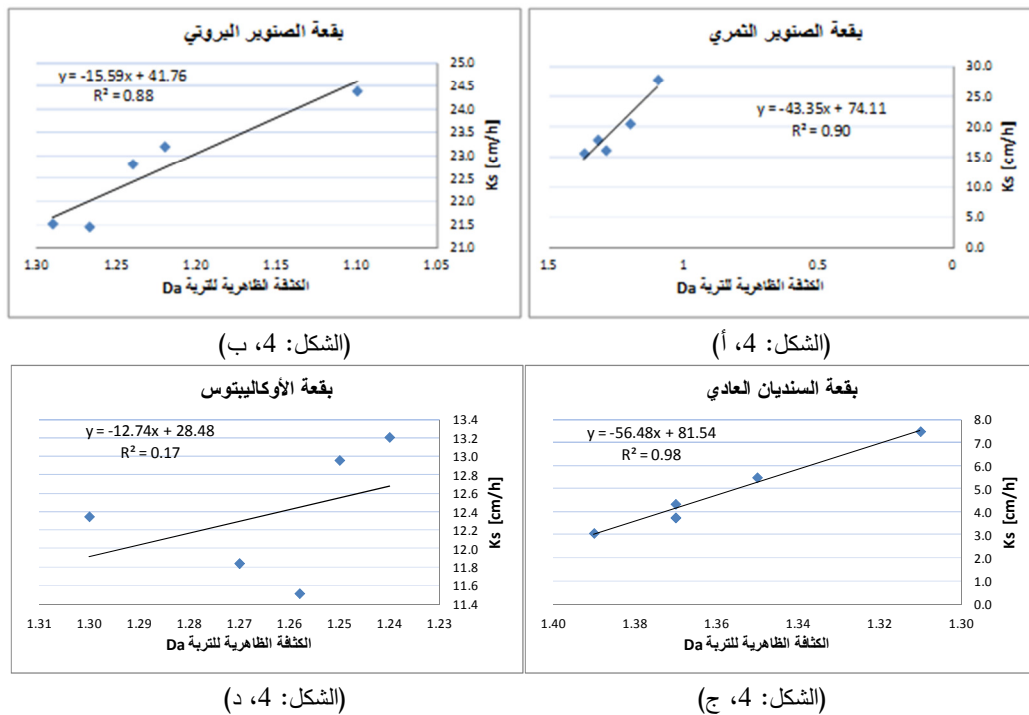 بقعة الصنوبر الثمري
y = -43.35x + 74.11
R² = 0.90
30.0
25.0
20.0
15.0
10.0
5.0
0.0
Ks [cm/h]
1.5 1 0.5 0
الكثافة الظاهرية للتربة Da
(الشكل: 4، أ)
بقعة الصنوبر البروتي
y = -15.59x + 41.76
R² = 0.88
25.0
24.5
24.0
23.5
23.0
22.5
22.0
21.5
21.0
Ks [cm/h]
1.30 1.25 1.20 1.15 1.10 1.05
الكثافة الظاهرية للتربة Da
(الشكل: 4، ب)
بقعة السنديان العادي
y = -56.48x + 81.54
R² = 0.98
8.0
7.0
6.0
5.0
4.0
3.0
2.0
1.0
0.0
Ks [cm/h]
1.40 1.38 1.36 1.34 1.32 1.30
الكثافة الظاهرية للتربة Da
(الشكل: 4، ج)
بقعة الأوكاليبتوس
y = -12.74x + 28.48
R² = 0.17
13.4
13.2
13.0
12.8
12.6
12.4
12.2
12.0
11.8
11.6
11.4
Ks [cm/h]
1.31 1.30 1.29 1.28 1.27 1.26 1.25 1.24 1.23
الكثافة الظاهرية للتربة Da
(الشكل: 4، د)